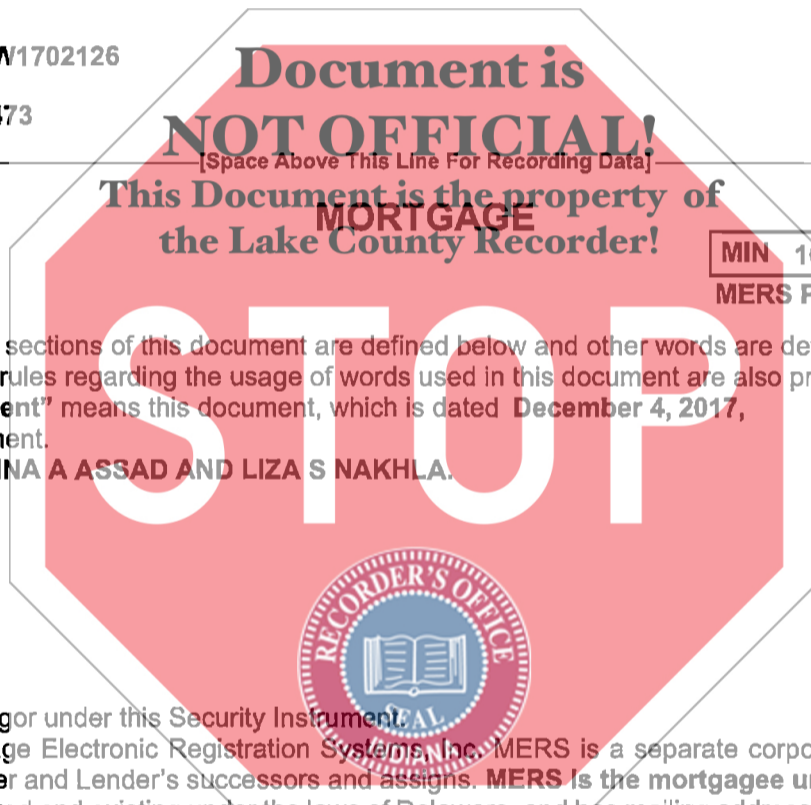 W1702126
Document is
473
NOT OFFICIAL!
[Space Above This Line For Recording Data]
This Document is the property of
MORTGAGE
the Lake County Recorder!
MIN 1
MERS P
STOP
sections of this document are defined below and other words are de
rules regarding the usage of words used in this document are also pr
ent” means this document, which is dated December 4, 2017,
ent.
NA A ASSAD AND LIZA S NAKHLA.
RECORDER'S OFFICE
SEAL
gor under this Security Instrument.
ge Electronic Registration Systems, Inc. MERS is a separate corpo
er and Lender's successors and assigns. MERS is the mortgagee u